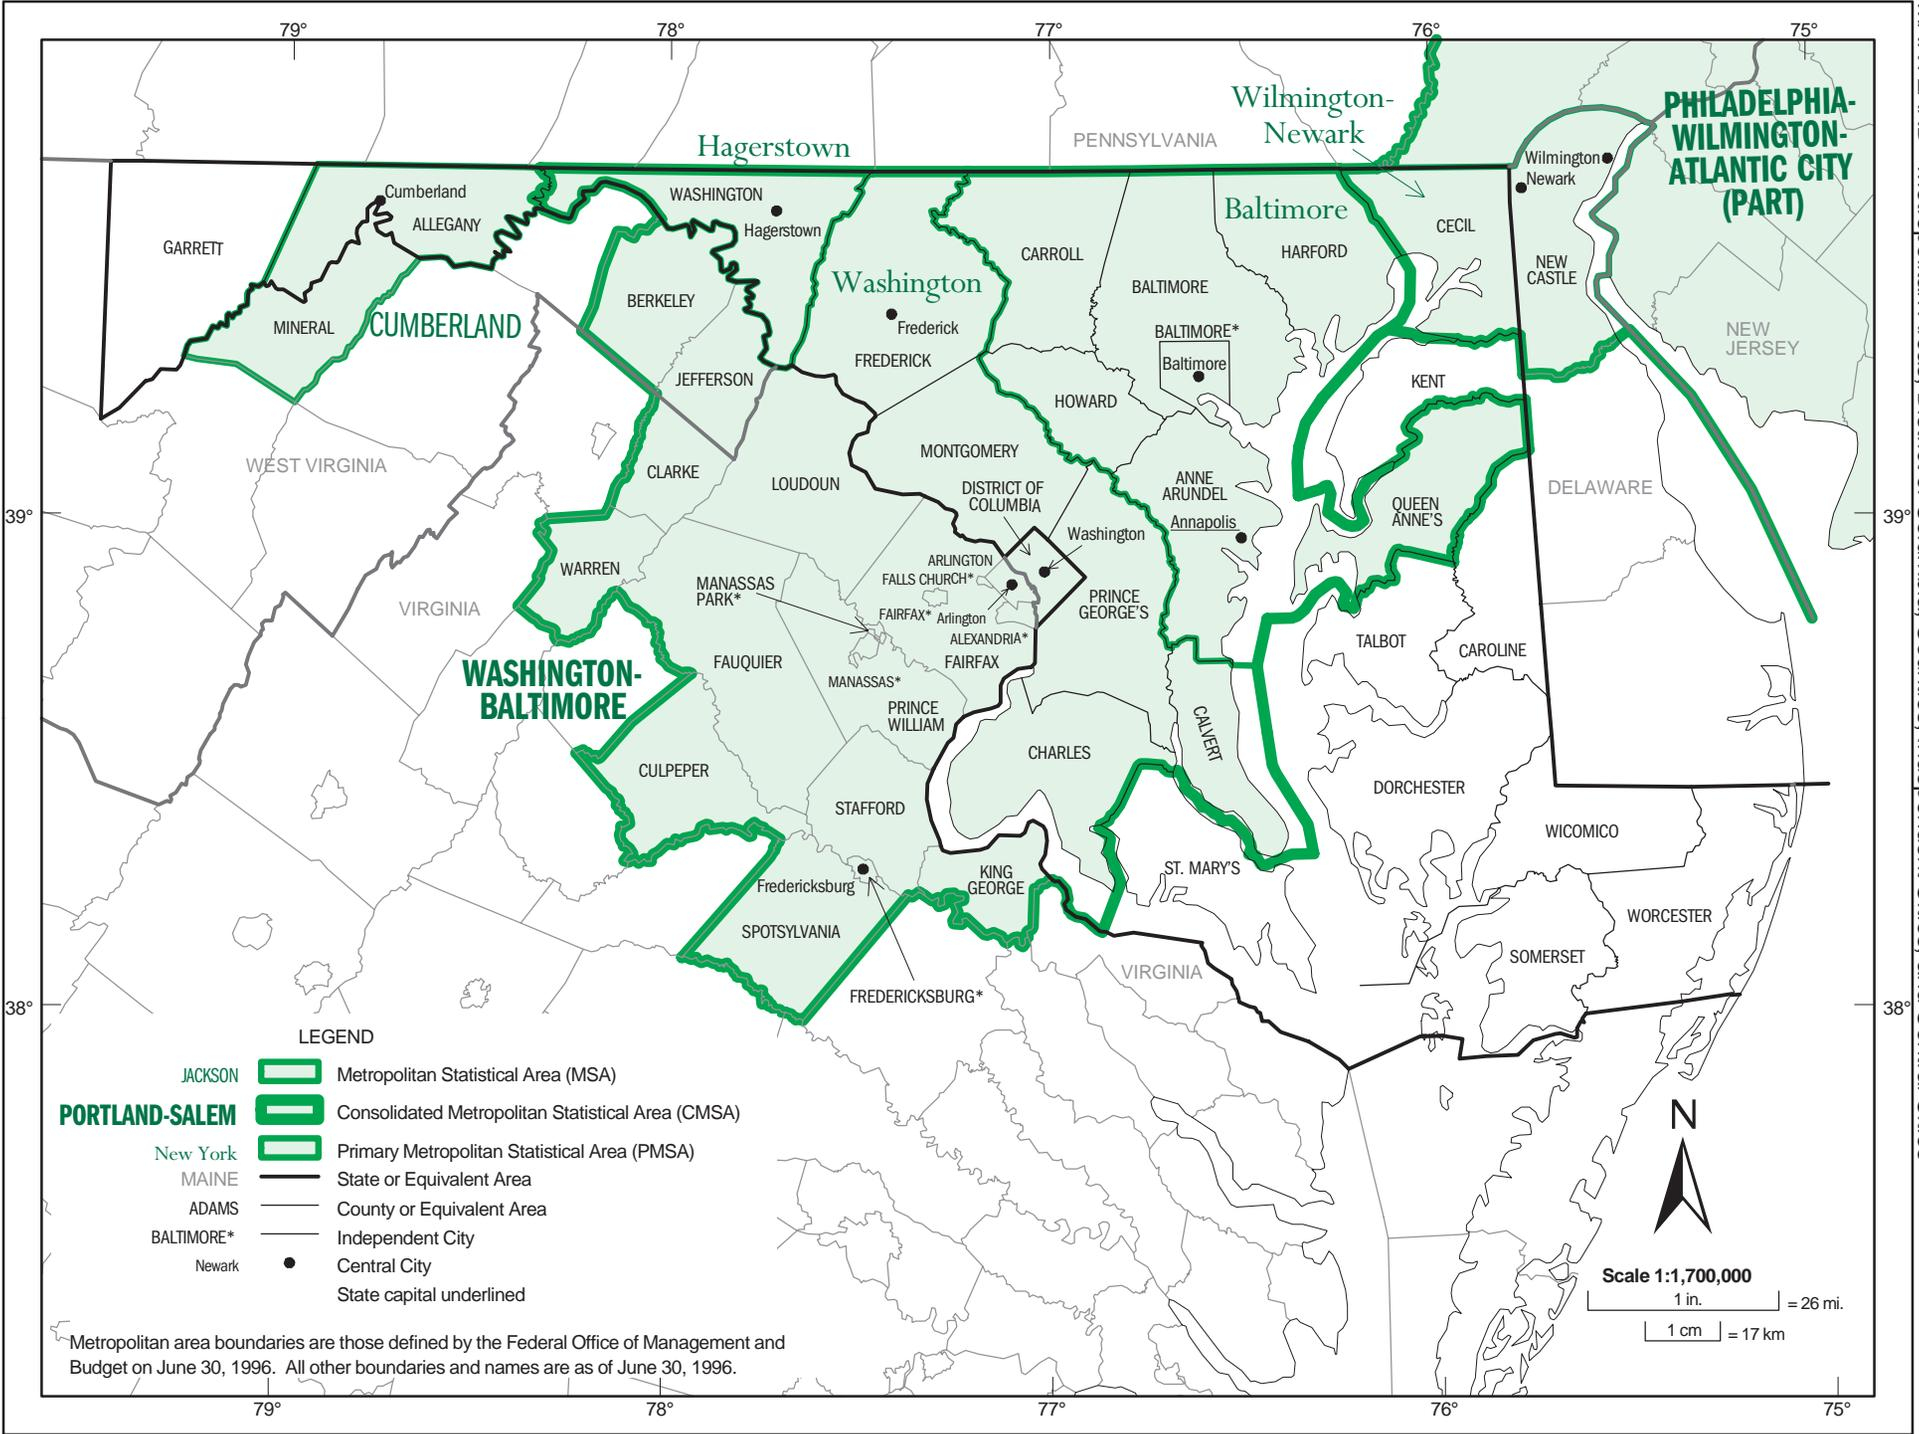 79°
78°
77°
76°
75°
Wilmington-
Newark
PHILADELPHIA-
WILMINGTON-
ATLANTIC CITY
(PART)
Hagerstown
PENNSYLVANIA
Wilmington
Newark
Cumberland
ALLEGANY
WASHINGTON
Hagerstown
Baltimore
GARRETT
CARROLL
HARFORD
CECIL
NEW
CASTLE
MINERAL
CUMBERLAND
BERKELEY
Washington
Frederick
FREDERICK
BALTIMORE
BALTIMORE*
Baltimore
NEW
JERSEY
JEFFERSON
HOWARD
KENT
WEST VIRGINIA
CLARKE
LOUDOUN
MONTGOMERY
DISTRICT OF
COLUMBIA
ANNE
ARUNDEL
Annapolis
QUEEN
ANNE'S
DELAWARE
39°
39°
Washington
WARREN
VIRGINIA
MANASSAS
PARK*
ARLINGTON
FALLS CHURCH*
FAIRFAX*
Arlington
ALEXANDRIA*
FAIRFAX
PRINCE
GEORGE'S
TALBOT
CAROLINE
WASHINGTON-
BALTIMORE
FAUQUIER
MANASSAS*
PRINCE
WILLIAM
CHARLES
CALVERT
CULPEPER
STAFFORD
DORCHESTER
WICOMICO
Fredericksburg
KING
GEORGE
ST. MARY'S
SPOTSYLVANIA
WORCESTER
SOMERSET
VIRGINIA
FREDERICKSBURG*
38°
38°
LEGEND
JACKSON Metropolitan Statistical Area (MSA)
PORTLAND-SALEM Consolidated Metropolitan Statistical Area (CMSA)
New York Primary Metropolitan Statistical Area (PMSA)
MAINE State or Equivalent Area
ADAMS County or Equivalent Area
BALTIMORE* Independent City
Newark Central City
State capital underlined
N
Scale 1:1,700,000
1 in. = 26 mi.
1 cm = 17 km
Metropolitan area boundaries are those defined by the Federal Office of Management and
Budget on June 30, 1996. All other boundaries and names are as of June 30, 1996.
79°
78°
77°
76°
75°